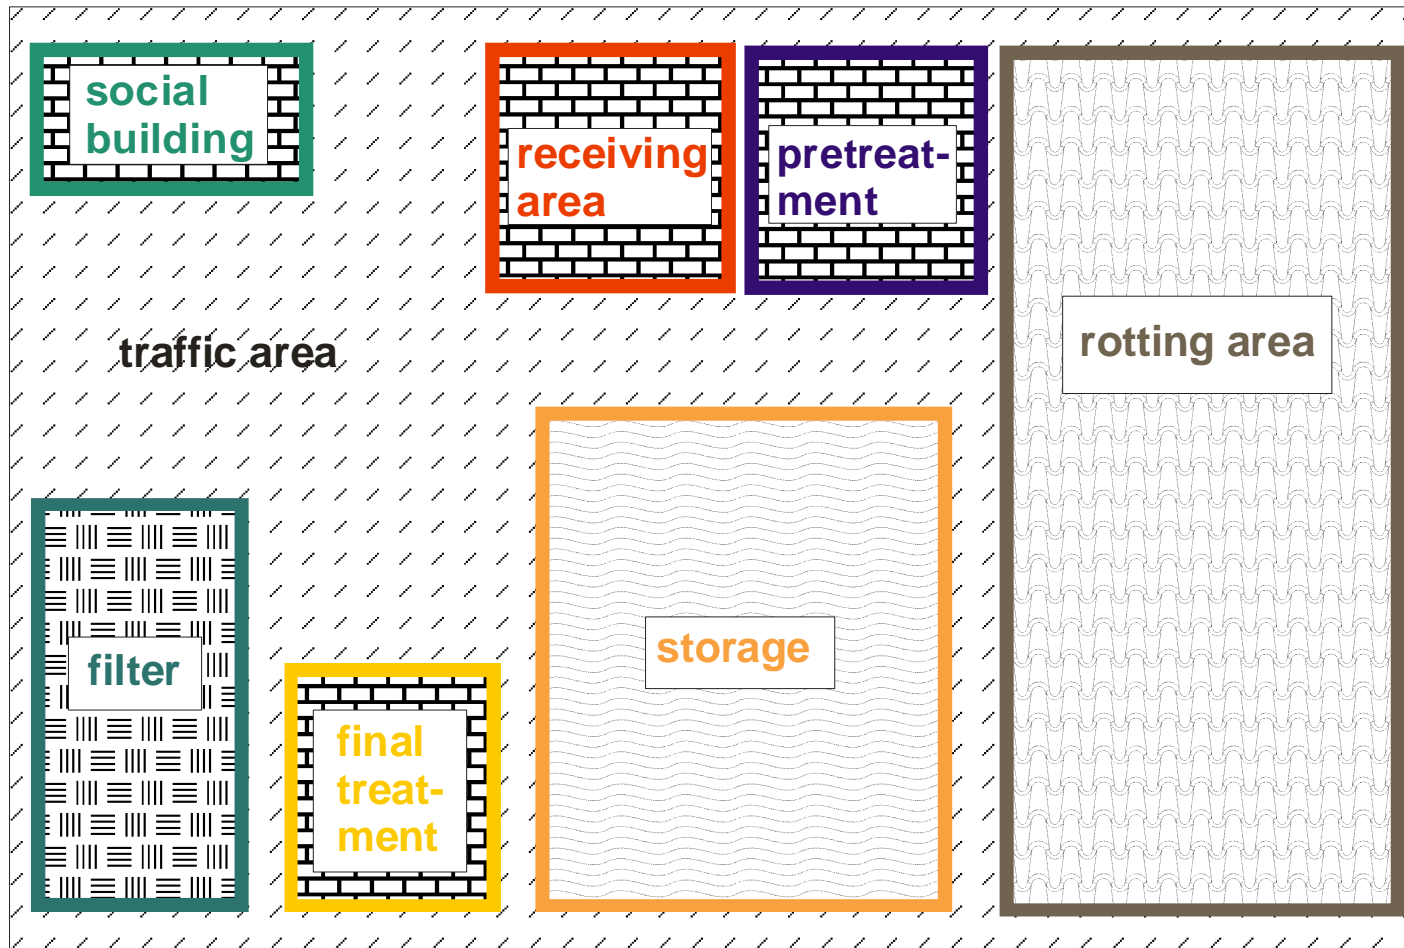 social
building
receiving
area
pretreat-
ment
rotting area
traffic area
storage
filter
final
treat-
ment